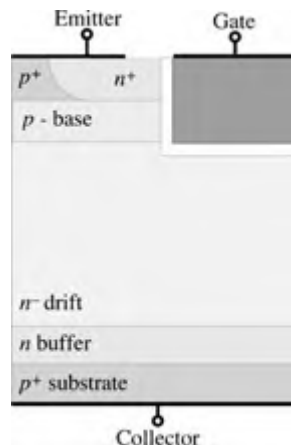 Emitter Gate
p+ n+
p - base
n- drift
n buffer
p+ substrate
Collector